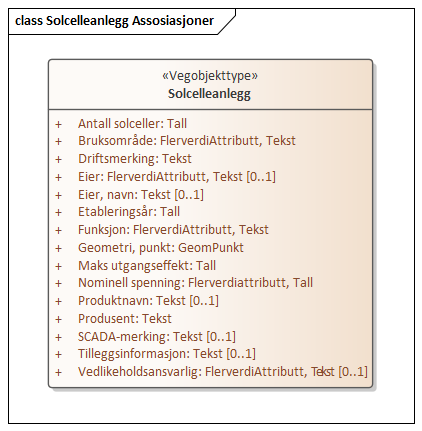 class Solcelleanlegg Assosiasjoner
«Vegobjekttype»
Solcelleanlegg
+ Antall solceller: Tall
+ Bruksområde: FlerverdiAttributt, Tekst
+ Driftsmerking: Tekst
+ Eier: FlerverdiAttributt, Tekst [0..1]
+ Eier, navn: Tekst [0..1]
+ Etableringsår: Tall
+ Funksjon: FlerverdiAttributt, Tekst
+ Geometri, punkt: GeomPunkt
+ Maks utgangseffekt: Tall
+ Nominell spenning: Flerverdiattributt, Tall
+ Produktnavn: Tekst [0..1]
+ Produsent: Tekst
+ SCADA-merking: Tekst [0..1]
+ Tilleggsinformasjon: Tekst [0..1]
+ Vedlikeholdsansvarlig: FlerverdiAttributt, Tekst [0..1]